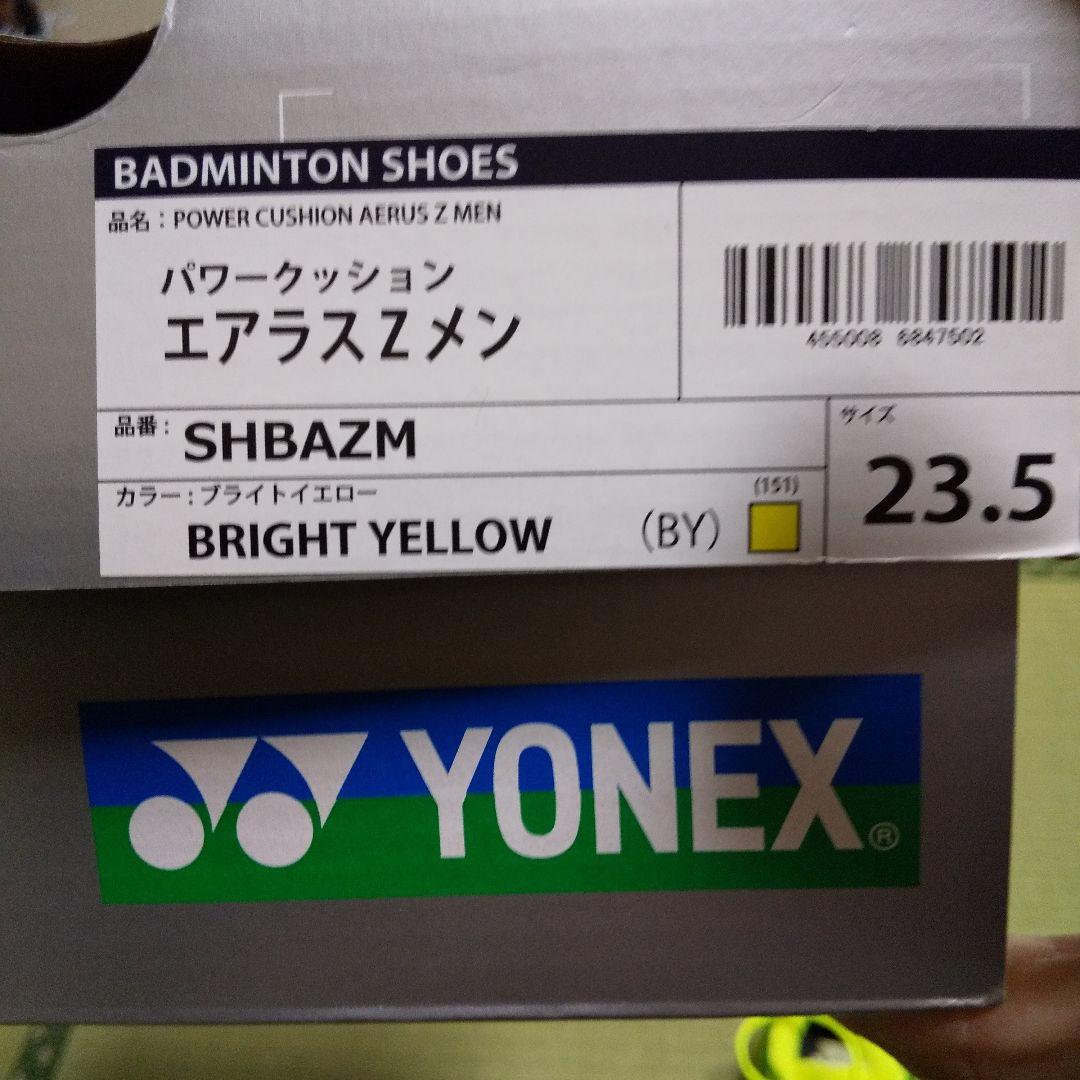 BADMINTON SHOES
品名：POWER CUSHION AERUS Z MEN
パワークッション
エアラスZメン
455008 6847502
品番：SHBAZM
カラー：ブライトイエロー
BRIGHT YELLOW (BY)
(151)
サイズ
23.5
YONEX®